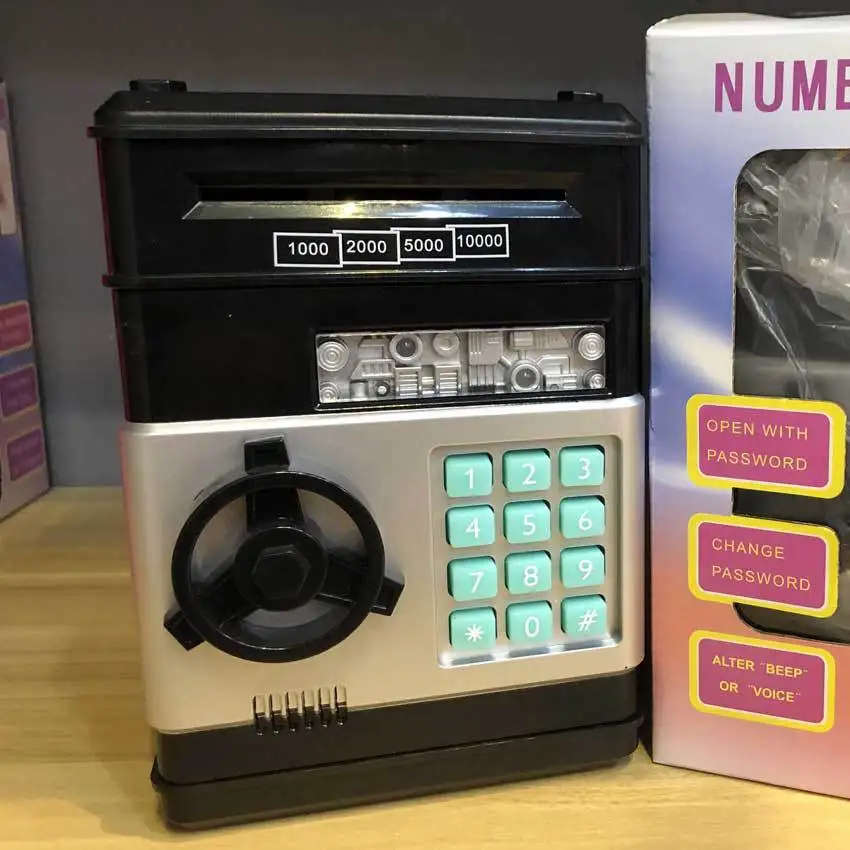 NUMB
1000 2000 5000 10000
1 2 3
4 5 6
7 8 9
* 0 #
OPEN WITH
PASSWORD
CHANGE
PASSWORD
ALTER ¨BEEP¨
OR ¨VOICE¨